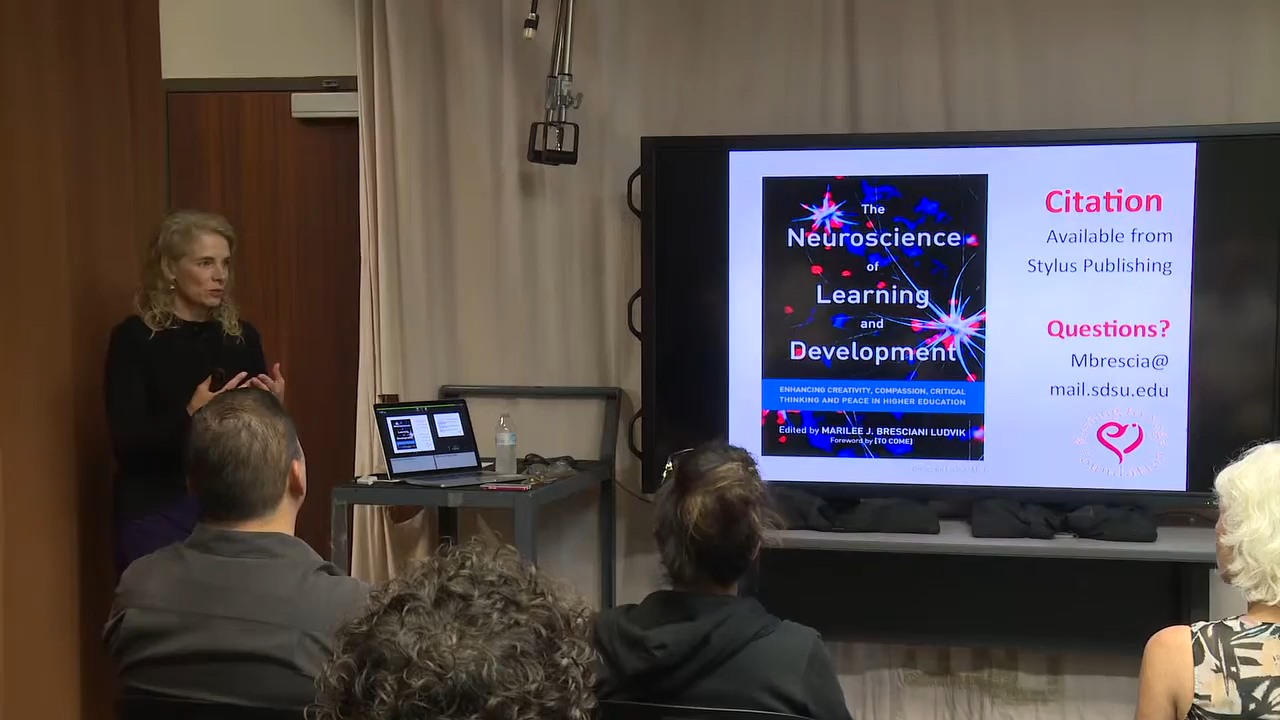 The
Neuroscience
of
Learning
and
Development
ENHANCING CREATIVITY, COMPASSION, CRITICAL
THINKING AND PEACE IN HIGHER EDUCATION
Edited by MARILEE J. BRESCIANI LUDVIK
Foreword by [TO COME]
Citation
Available from
Stylus Publishing
Questions?
Mbrescia@
mail.sdsu.edu